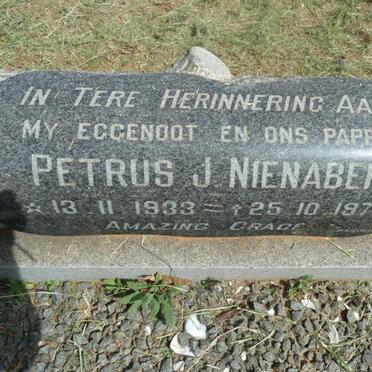 IN TERE HERINNERING AA
MY EGGENOOT EN ONS PAPP
PETRUS J NIENABER
* 13 11 1933 – † 25 10 197
AMAZING GRACE